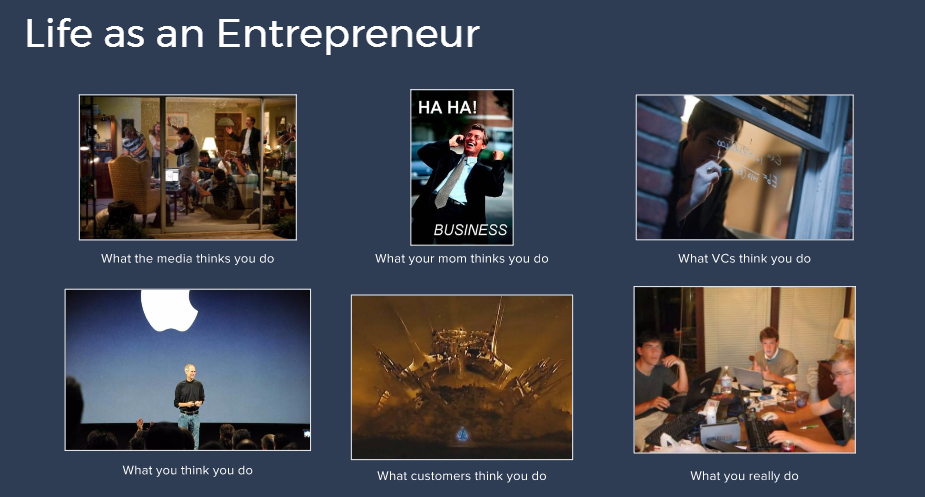 Life as an Entrepreneur
HA HA!
BUSINESS
What the media thinks you do
What your mom thinks you do
What VCs think you do
What you think you do
What customers think you do
What you really do